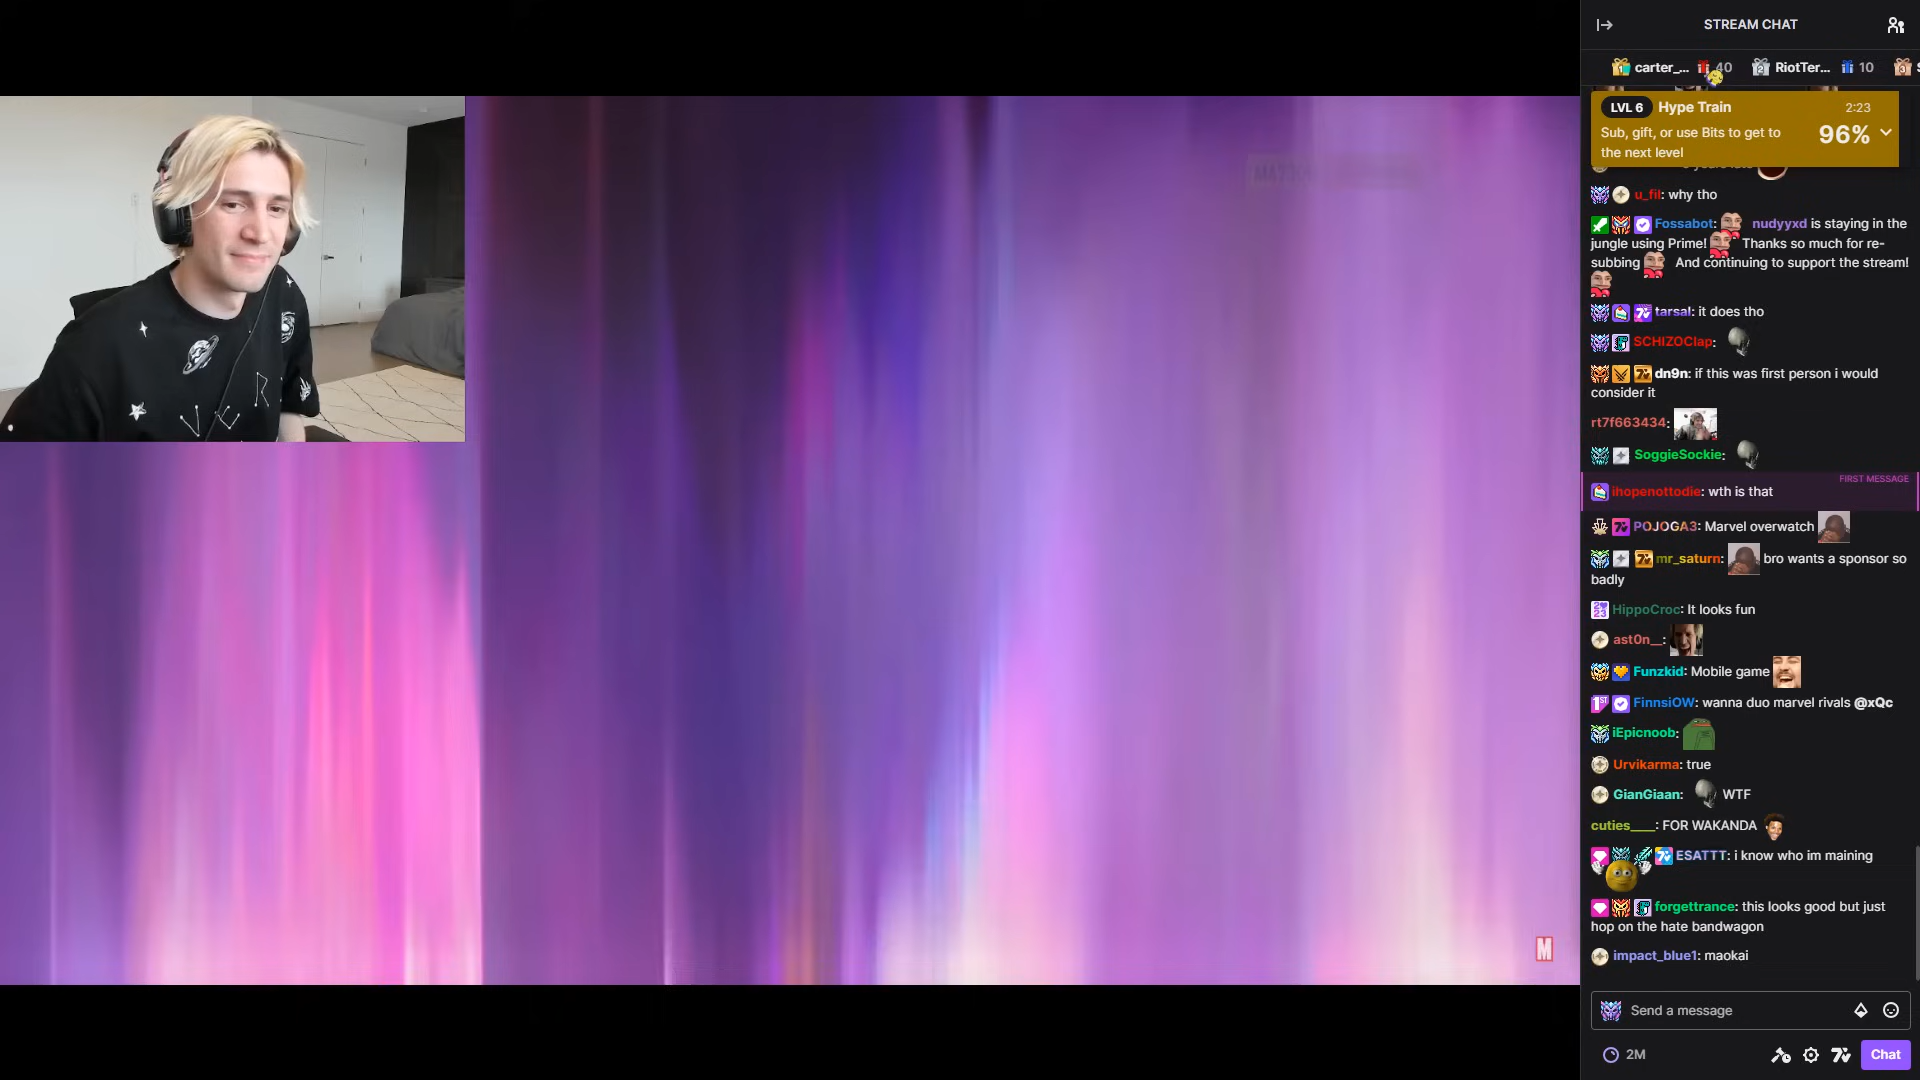 STREAM CHAT
carter_... 40 RiotTer... 10
LVL 6 Hype Train 2:23
Sub, gift, or use Bits to get to
the next level
96%
u_fil: why tho
Fossabot: nudyyxd is staying in the
jungle using Prime! Thanks so much for re-
subbing And continuing to support the stream!
tarsal: it does tho
SCHIZOClap:
dn9n: if this was first person i would
consider it
rt7f663434:
SoggieSockie:
FIRST MESSAGE
ihopenottodie: wth is that
POJOGA3: Marvel overwatch
mr_saturn: bro wants a sponsor so
badly
HippoCroc: It looks fun
ast0n__:
Funzkid: Mobile game
FinnsiOW: wanna duo marvel rivals @xQc
iEpicnoob:
Urvikarma: true
GianGiaan: WTF
cuties____: FOR WAKANDA
ESATTT: i know who im maining
forgettrance: this looks good but just
hop on the hate bandwagon
impact_blue1: maokai
M
Send a message
2M
Chat